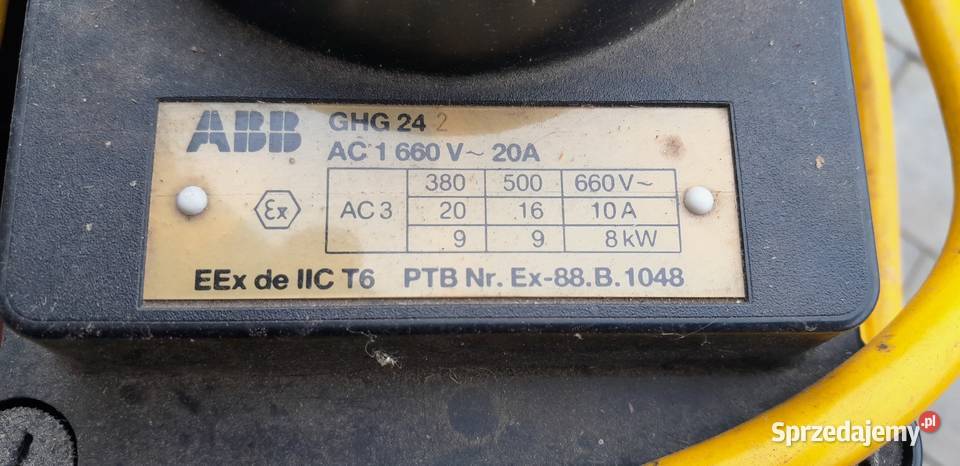 ABB GHG 24 2
AC 1 660 V~ 20A
Ex
AC 3
380 500 660 V~
20 16 10 A
9 9 8 kW
EEx de IIC T6 PTB Nr. Ex-88.B.1048
Sprzedajemy.pl